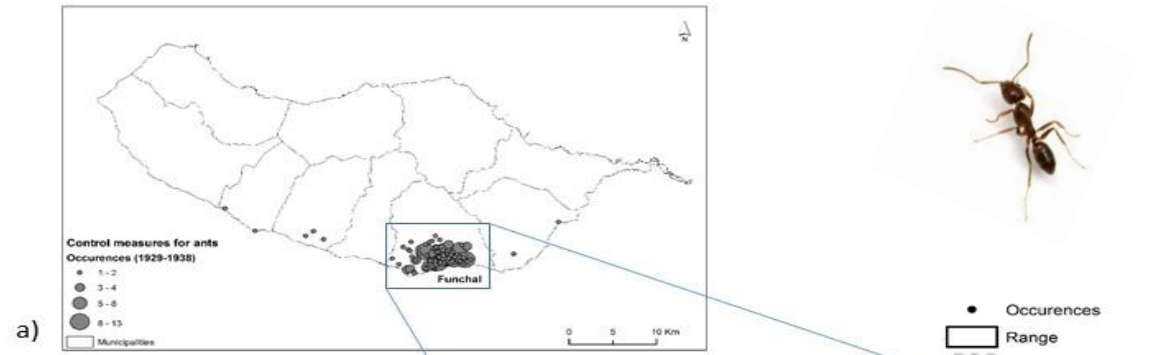 N
Control measures for ants
Occurences (1929-1938)
1 - 2
3 - 4
5 - 8
8 - 13
Municipalities
Funchal
0 5 10 Km
a)
Occurences
Range